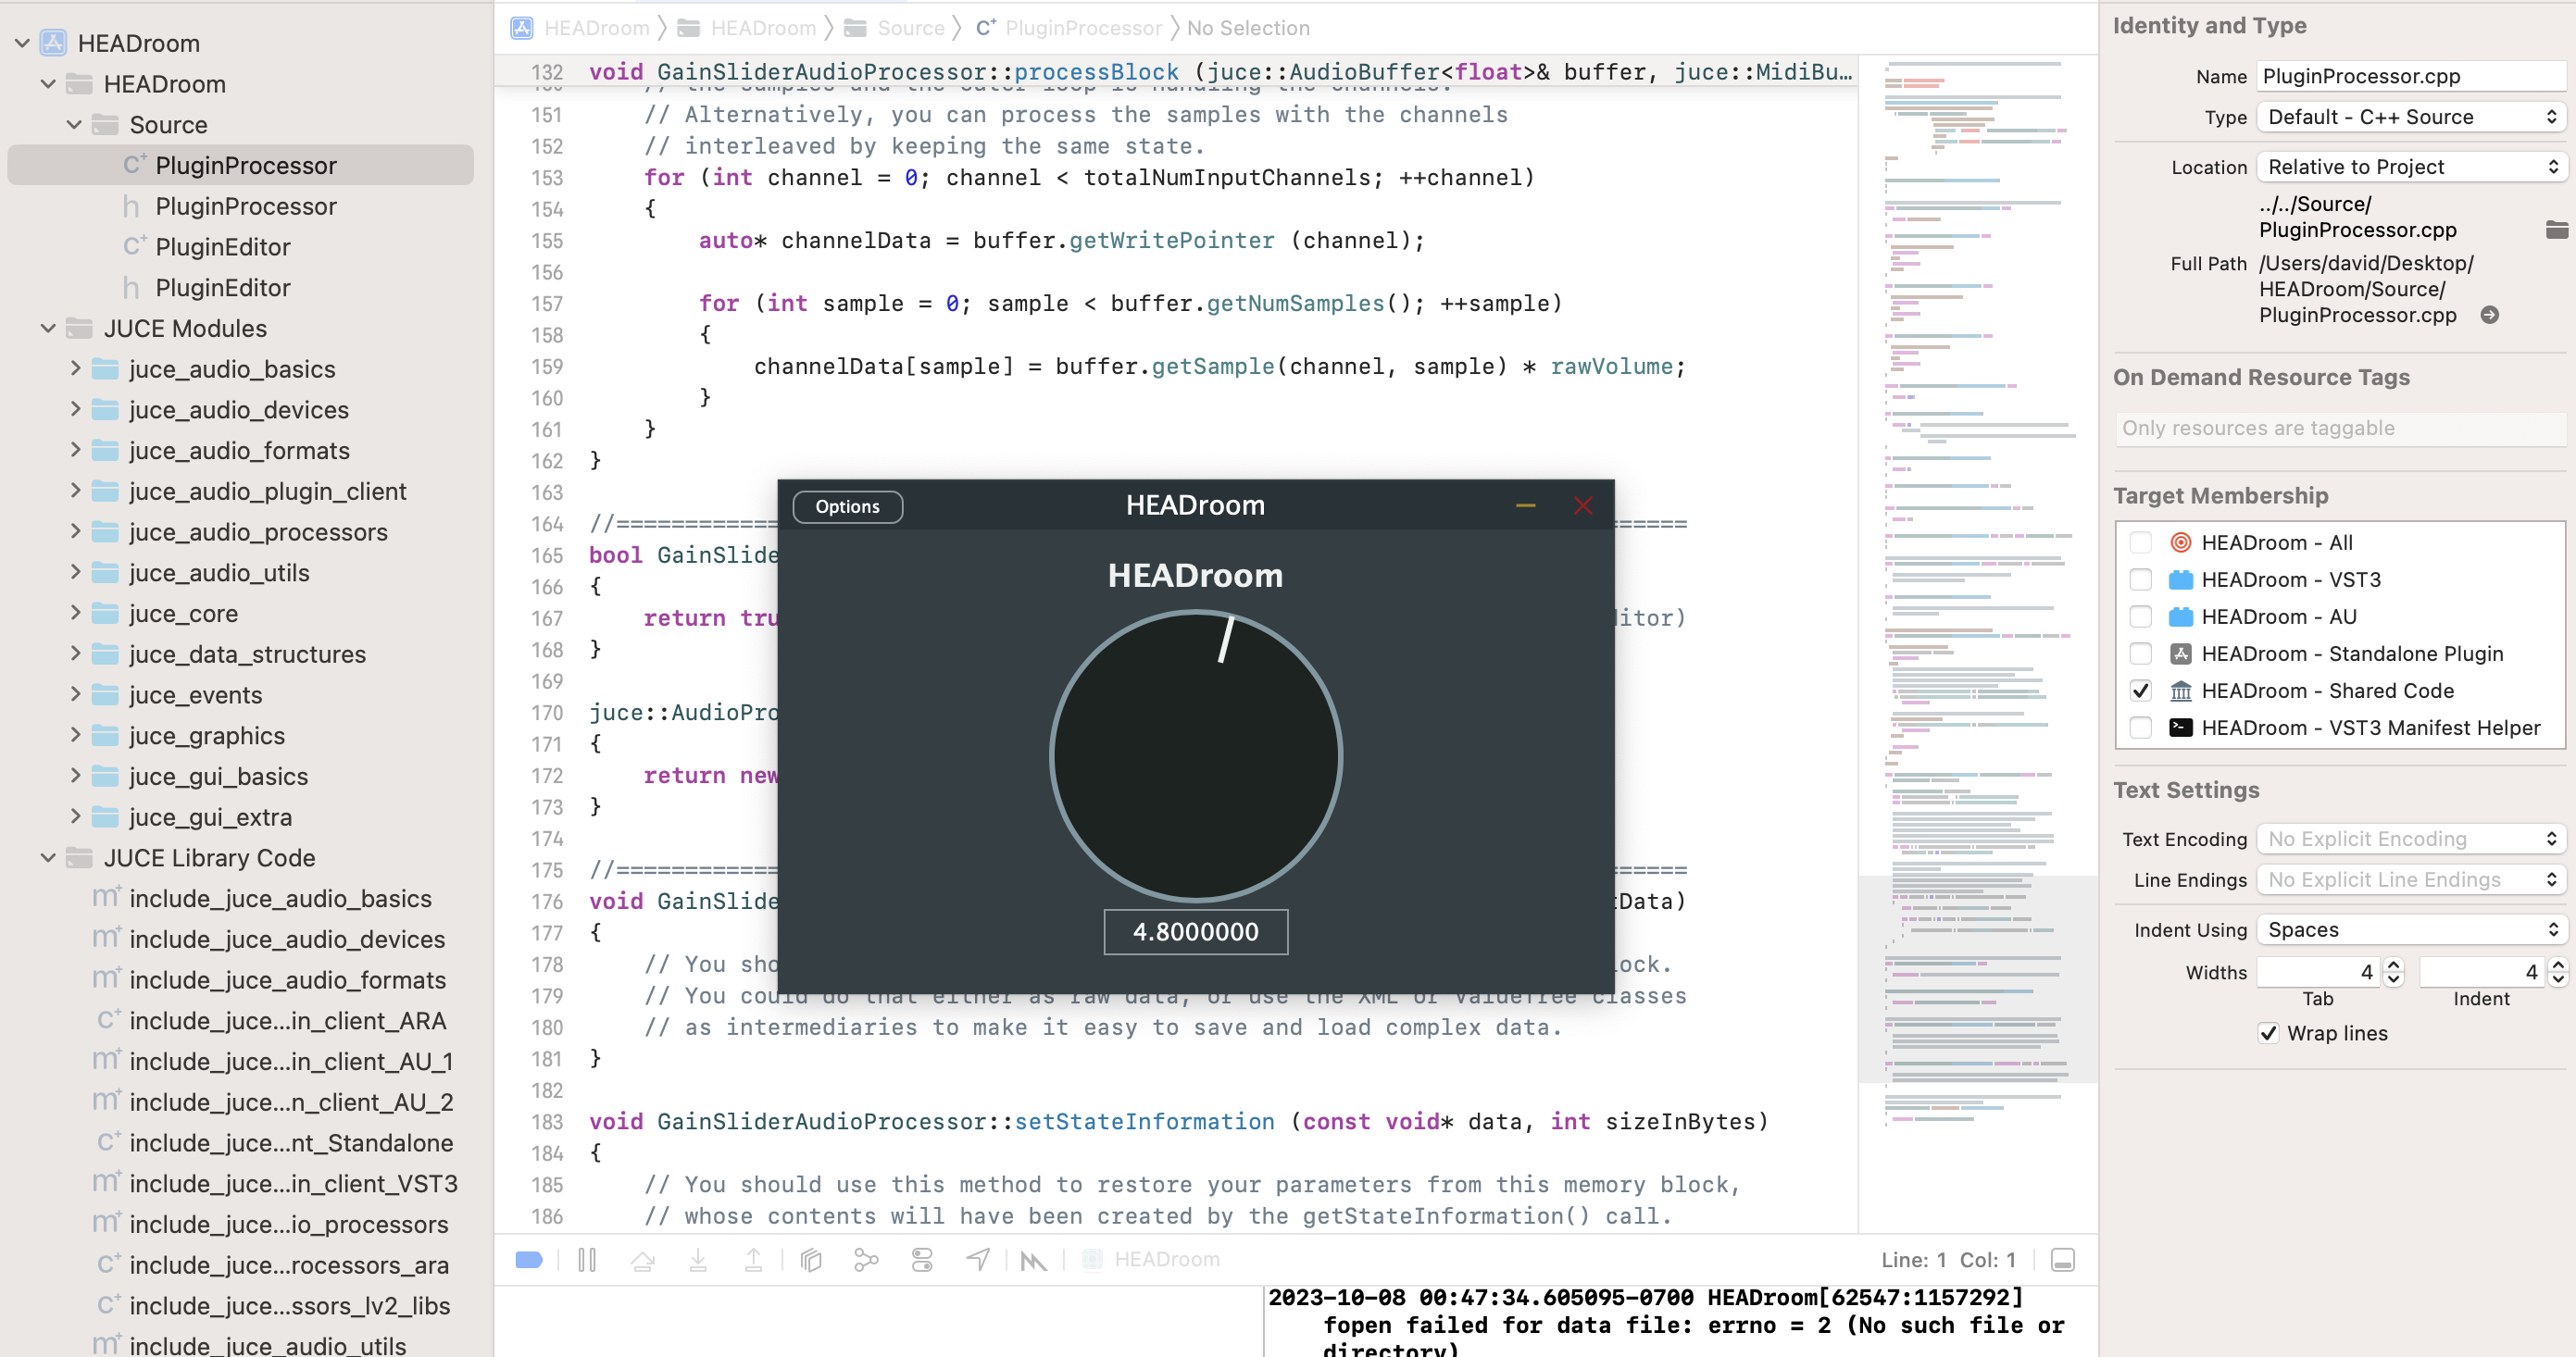 HEADroom
HEADroom
Source
PluginProcessor
PluginProcessor
PluginEditor
PluginEditor
JUCE Modules
juce_audio_basics
juce_audio_devices
juce_audio_formats
juce_audio_plugin_client
juce_audio_processors
juce_audio_utils
juce_core
juce_data_structures
juce_events
juce_graphics
juce_gui_basics
juce_gui_extra
JUCE Library Code
include_juce_audio_basics
include_juce_audio_devices
include_juce_audio_formats
include_juce...in_client_ARA
include_juce...in_client_AU_1
include_juce...n_client_AU_2
include_juce...nt_Standalone
include_juce...in_client_VST3
include_juce...io_processors
include_juce...rocessors_ara
include_juce...ssors_lv2_libs
include_juce_audio_utils
HEADroom HEADroom Source PluginProcessor No Selection
132 void GainSliderAudioProcessor::processBlock (juce::AudioBuffer<float>& buffer, juce::MidiBu…
// the samples and the outer loop is handling the channels.
151 // Alternatively, you can process the samples with the channels
152 // interleaved by keeping the same state.
153 for (int channel = 0; channel < totalNumInputChannels; ++channel)
154 {
155 auto* channelData = buffer.getWritePointer (channel);
156
157 for (int sample = 0; sample < buffer.getNumSamples(); ++sample)
158 {
159 channelData[sample] = buffer.getSample(channel, sample) * rawVolume;
160 }
161 }
162 }
163
164 //============ ======
165 bool GainSlide
166 {
167 return tru itor)
168 }
169
170 juce::AudioPro
171 {
172 return new
173 }
174
175 //============ ======
176 void GainSlide tData)
177 {
178 // You sho ock.
179 // You could do that either as raw data, or use the XML or ValueTree classes
180 // as intermediaries to make it easy to save and load complex data.
181 }
182
183 void GainSliderAudioProcessor::setStateInformation (const void* data, int sizeInBytes)
184 {
185 // You should use this method to restore your parameters from this memory block,
186 // whose contents will have been created by the getStateInformation() call.
Options HEADroom
HEADroom
4.8000000
HEADroom Line: 1 Col: 1
2023-10-08 00:47:34.605095-0700 HEADroom[62547:1157292]
fopen failed for data file: errno = 2 (No such file or
directory)
Identity and Type
Name PluginProcessor.cpp
Type Default - C++ Source
Location Relative to Project
../../Source/
PluginProcessor.cpp
Full Path /Users/david/Desktop/
HEADroom/Source/
PluginProcessor.cpp
On Demand Resource Tags
Only resources are taggable
Target Membership
HEADroom - All
HEADroom - VST3
HEADroom - AU
HEADroom - Standalone Plugin
HEADroom - Shared Code
HEADroom - VST3 Manifest Helper
Text Settings
Text Encoding No Explicit Encoding
Line Endings No Explicit Line Endings
Indent Using Spaces
Widths 4 4
Tab Indent
Wrap lines